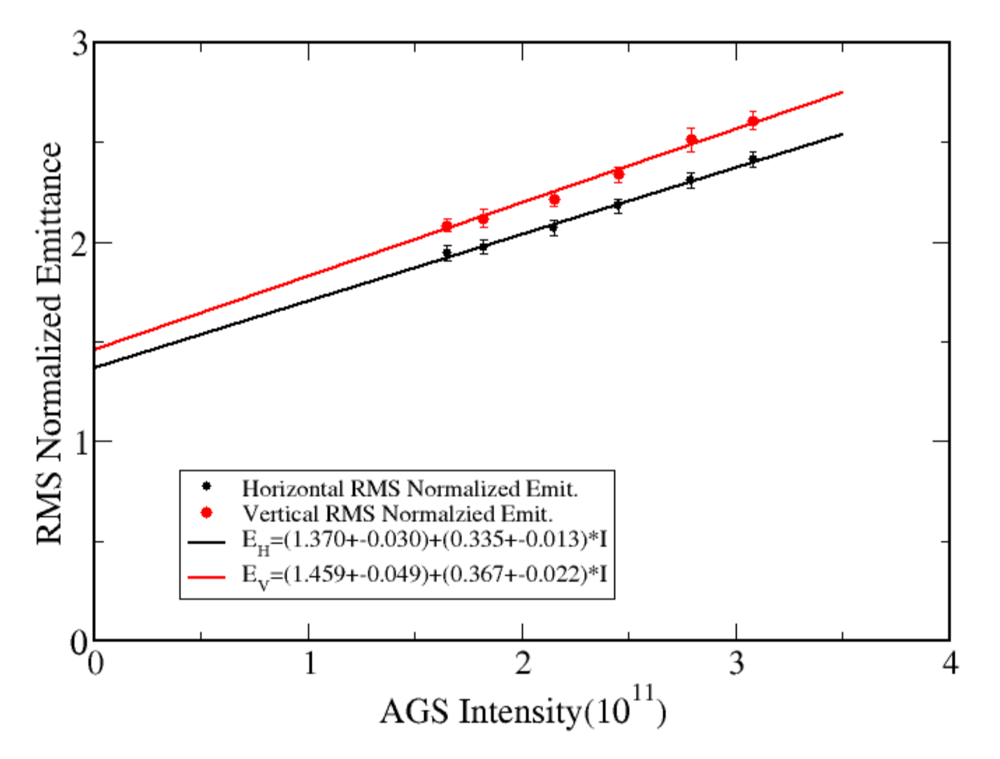 3
2
1
0
RMS Normalized Emittance
Horizontal RMS Normalized Emit.
Vertical RMS Normalzied Emit.
E_H=(1.370+-0.030)+(0.335+-0.013)*I
E_V=(1.459+-0.049)+(0.367+-0.022)*I
0 1 2 3 4
AGS Intensity(10^11)